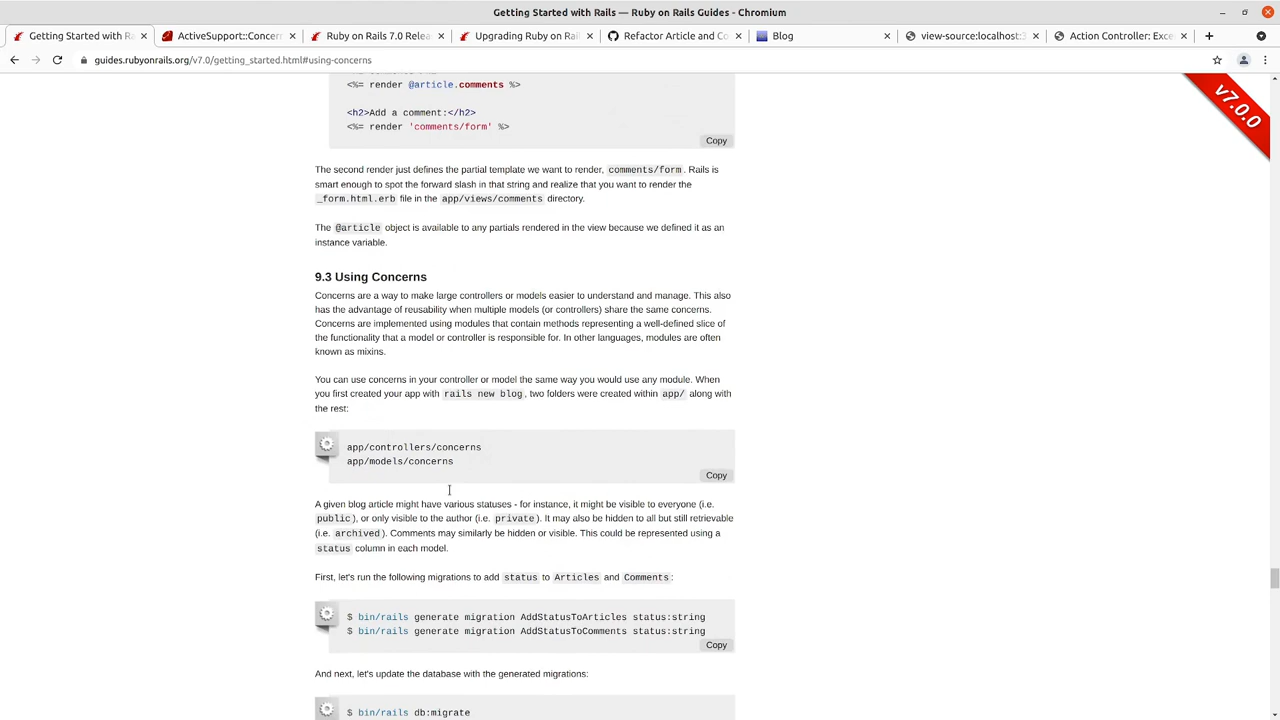 Getting Started with Rails — Ruby on Rails Guides - Chromium
Getting Started with Ra
ActiveSupport::Concern
Ruby on Rails 7.0 Relea
Upgrading Ruby on Rail
Refactor Article and Co
Blog
view-source:localhost:3
Action Controller: Exce
guides.rubyonrails.org/v7.0/getting_started.html#using-concerns
v7.0.0
<%= render @article.comments %>
<h2>Add a comment:</h2>
<%= render 'comments/form' %>
Copy
The second render just defines the partial template we want to render, comments/form. Rails is
smart enough to spot the forward slash in that string and realize that you want to render the
_form.html.erb file in the app/views/comments directory.
The @article object is available to any partials rendered in the view because we defined it as an
instance variable.
9.3 Using Concerns
Concerns are a way to make large controllers or models easier to understand and manage. This also
has the advantage of reusability when multiple models (or controllers) share the same concerns.
Concerns are implemented using modules that contain methods representing a well-defined slice of
the functionality that a model or controller is responsible for. In other languages, modules are often
known as mixins.
You can use concerns in your controller or model the same way you would use any module. When
you first created your app with rails new blog, two folders were created within app/ along with
the rest:
app/controllers/concerns
app/models/concerns
Copy
A given blog article might have various statuses - for instance, it might be visible to everyone (i.e.
public), or only visible to the author (i.e. private). It may also be hidden to all but still retrievable
(i.e. archived). Comments may similarly be hidden or visible. This could be represented using a
status column in each model.
First, let's run the following migrations to add status to Articles and Comments:
$ bin/rails generate migration AddStatusToArticles status:string
$ bin/rails generate migration AddStatusToComments status:string
Copy
And next, let's update the database with the generated migrations:
$ bin/rails db:migrate